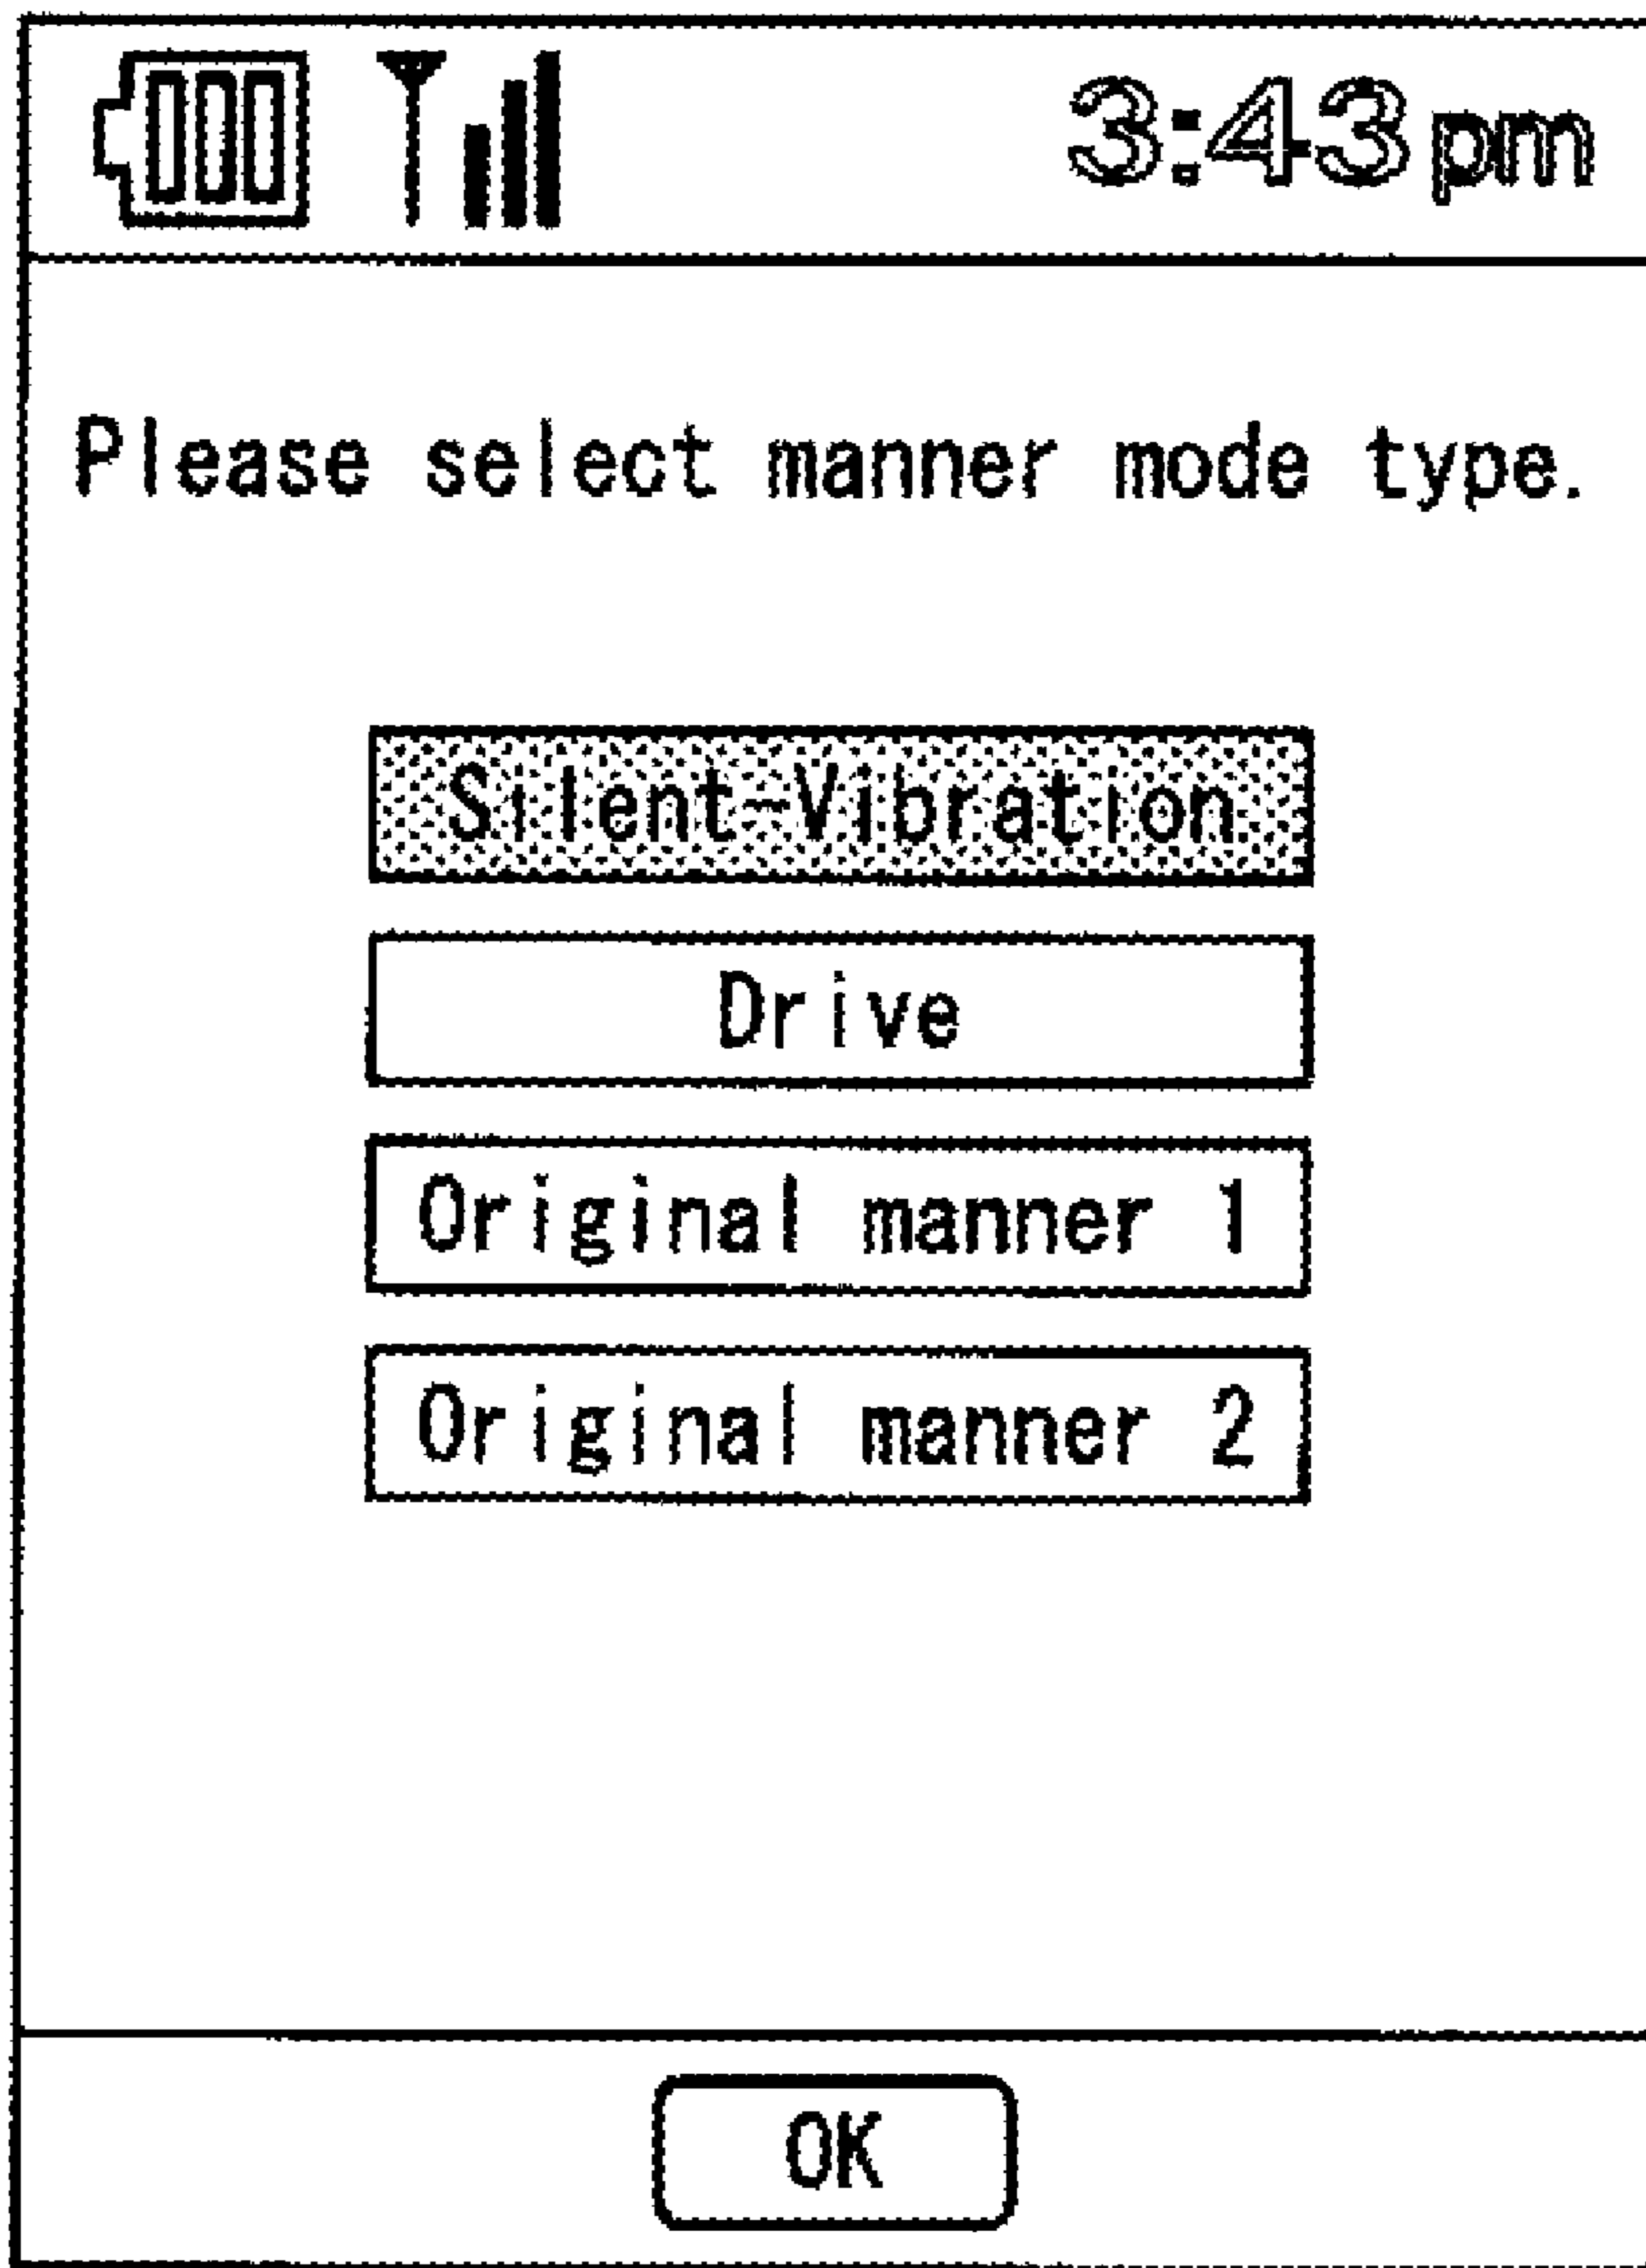 3:43pm
Please select manner mode type.
Silent-Vibration
Drive
Original manner 1
Original manner 2
OK